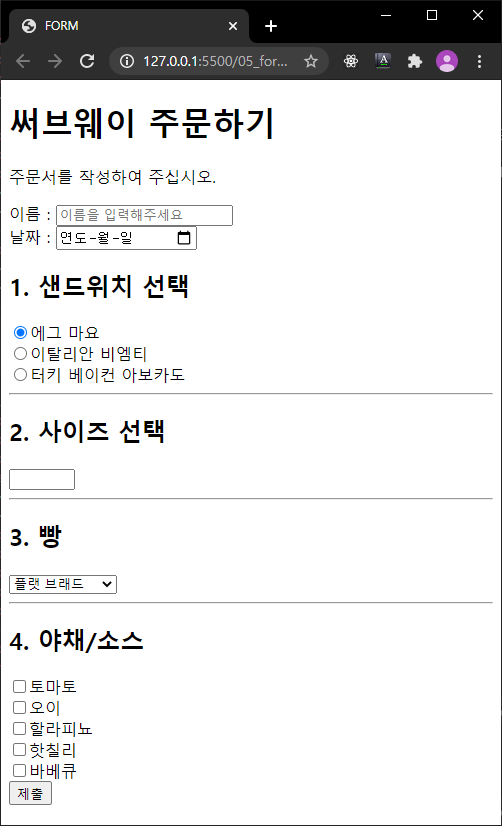 FORM
127.0.0.1:5500/05_for...
써브웨이 주문하기
주문서를 작성하여 주십시오.
이름 : 이름을 입력해주세요
날짜 : 연도-월-일
1. 샌드위치 선택
에그 마요
이탈리안 비엠티
터키 베이컨 아보카도
2. 사이즈 선택
3. 빵
플랫 브래드
4. 야채/소스
토마토
오이
할라피뇨
핫칠리
바베큐
제출